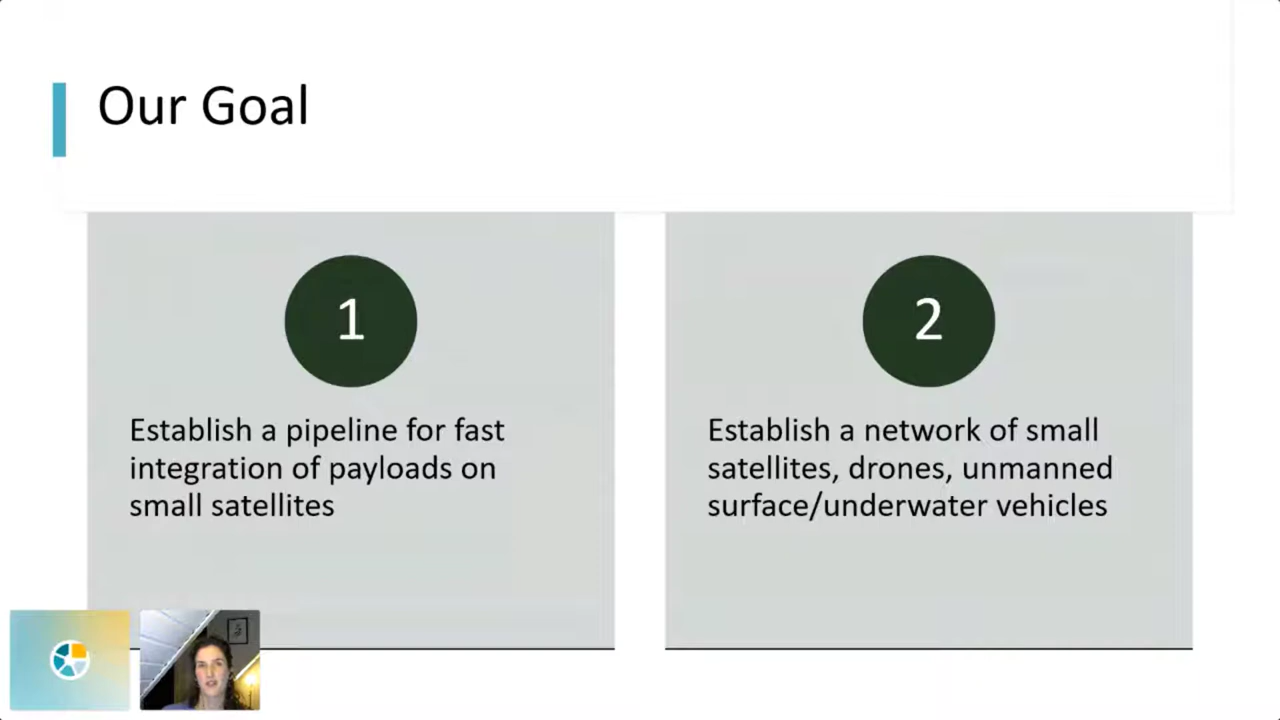 Our Goal
1
Establish a pipeline for fast
integration of payloads on
small satellites
2
Establish a network of small
satellites, drones, unmanned
surface/underwater vehicles